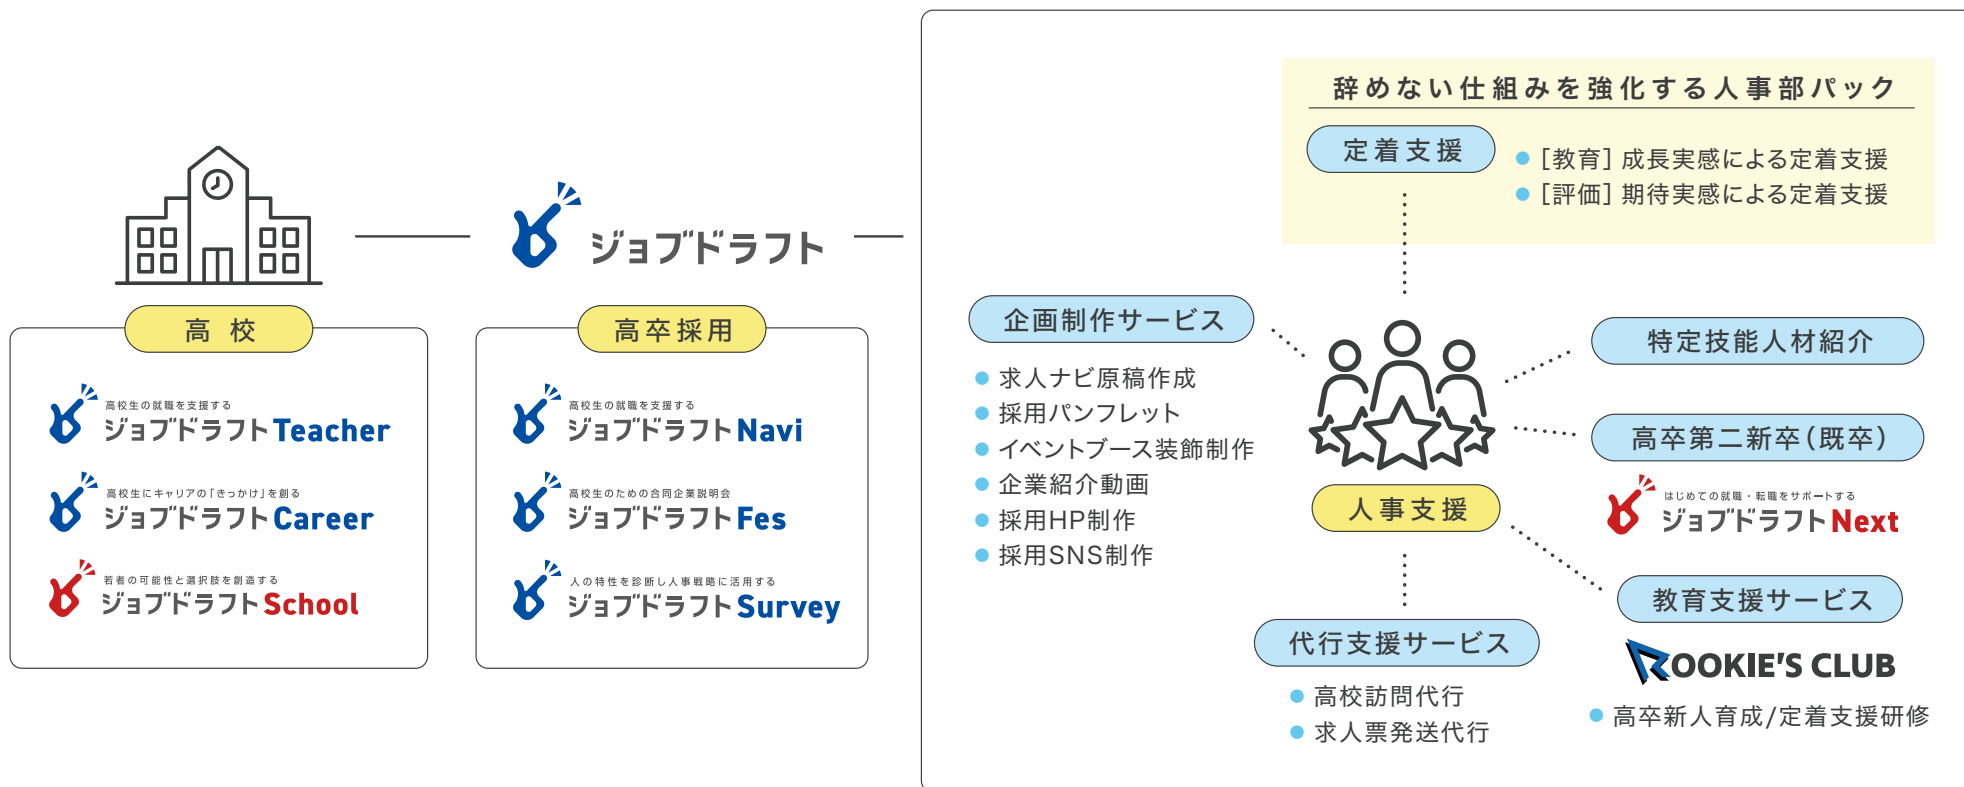 ジョブドラフト
高校
高校生の就職を支援する
ジョブドラフトTeacher
高校生にキャリアの「きっかけ」を創る
ジョブドラフトCareer
若者の可能性と選択肢を創造する
ジョブドラフトSchool
高卒採用
高校生の就職を支援する
ジョブドラフトNavi
高校生のための合同企業説明会
ジョブドラフトFes
人の特性を診断し人事戦略に活用する
ジョブドラフトSurvey
辞めない仕組みを強化する人事部パック
定着支援
[教育] 成長実感による定着支援
[評価] 期待実感による定着支援
企画制作サービス
求人ナビ原稿作成
採用パンフレット
イベントブース装飾制作
企業紹介動画
採用HP制作
採用SNS制作
人事支援
特定技能人材紹介
高卒第二新卒(既卒)
はじめての就職・転職をサポートする
ジョブドラフトNext
教育支援サービス
ROOKIE'S CLUB
高卒新人育成/定着支援研修
代行支援サービス
高校訪問代行
求人票発送代行